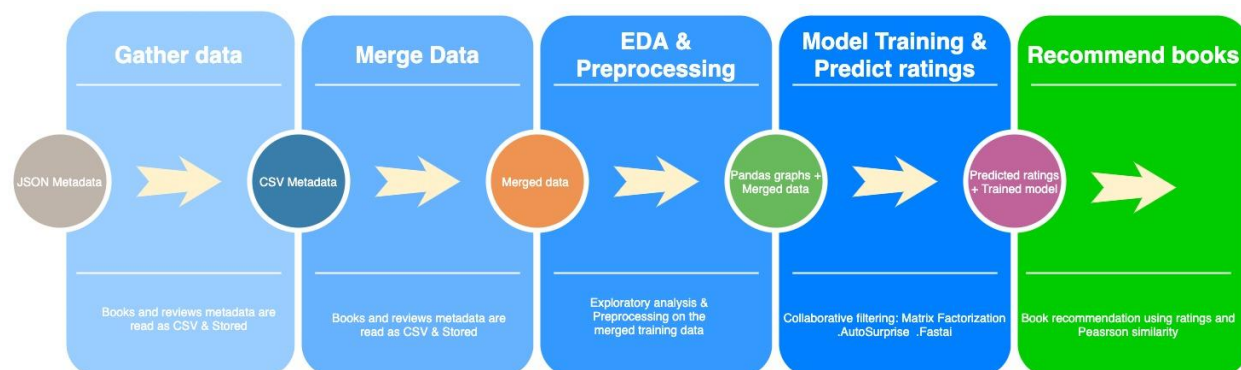 Gather data
Merge Data
EDA &
Preprocessing
Model Training &
Predict ratings
Recommend books
JSON Metadata
CSV Metadata
Merged data
Pandas graphs +
Merged data
Predicted ratings
+ Trained model
Books and reviews metadata are
read as CSV & Stored
Books and reviews metadata are
read as CSV & Stored
Exploratory analysis &
Preprocessing on the
merged training data
Collaborative filtering: Matrix Factorization
.AutoSurprise .Fastai
Book recommendation using ratings and
Peasrson similarity